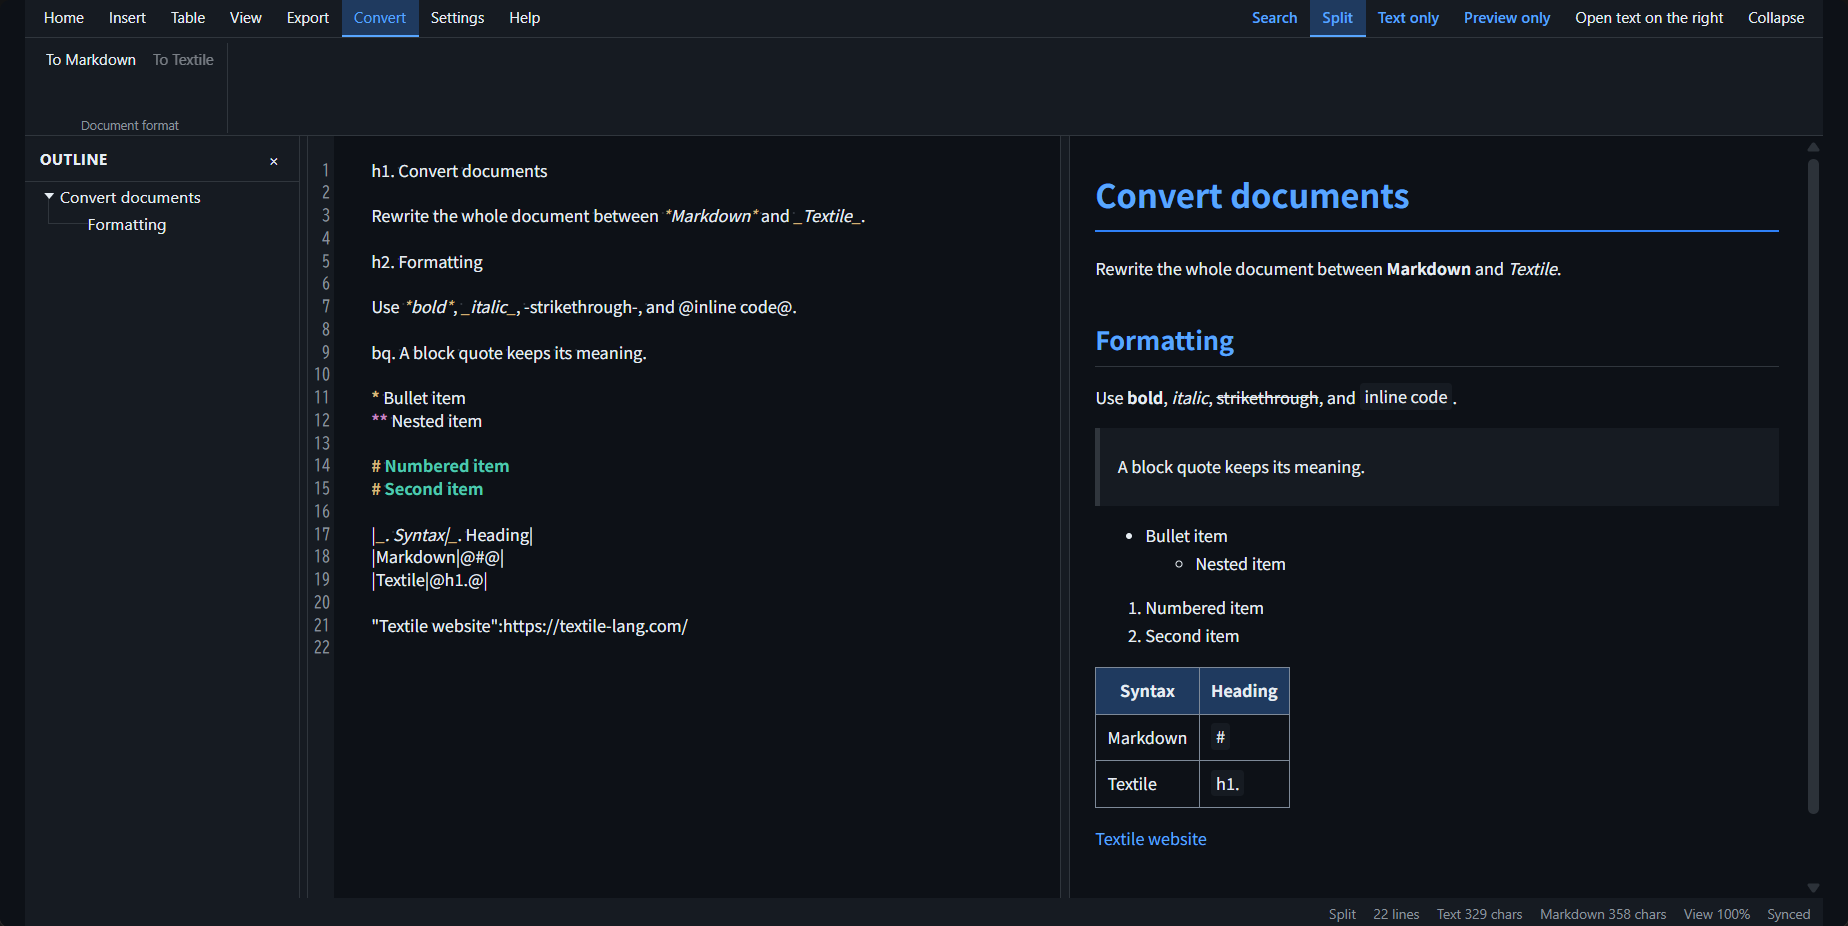 Home Insert Table View Export Convert Settings Help Search Split Text only Preview only Open text on the right Collapse
To Markdown To Textile
Document format
OUTLINE ×
Convert documents
Formatting
1 h1. Convert documents
2
3 Rewrite the whole document between *Markdown* and _Textile_.
4
5 h2. Formatting
6
7 Use *bold*, _italic_, -strikethrough-, and @inline code@.
8
9 bq. A block quote keeps its meaning.
10
11 * Bullet item
12 ** Nested item
13
14 # Numbered item
15 # Second item
16
17 |_. Syntax|_. Heading|
18 |Markdown|@#@|
19 |Textile|@h1.@|
20
21 "Textile website":https://textile-lang.com/
22
Convert documents
Rewrite the whole document between Markdown and Textile.
Formatting
Use bold, italic, strikethrough, and inline code.
A block quote keeps its meaning.
• Bullet item
◦ Nested item
1. Numbered item
2. Second item
Syntax Heading
Markdown #
Textile h1.
Textile website
Split 22 lines Text 329 chars Markdown 358 chars View 100% Synced